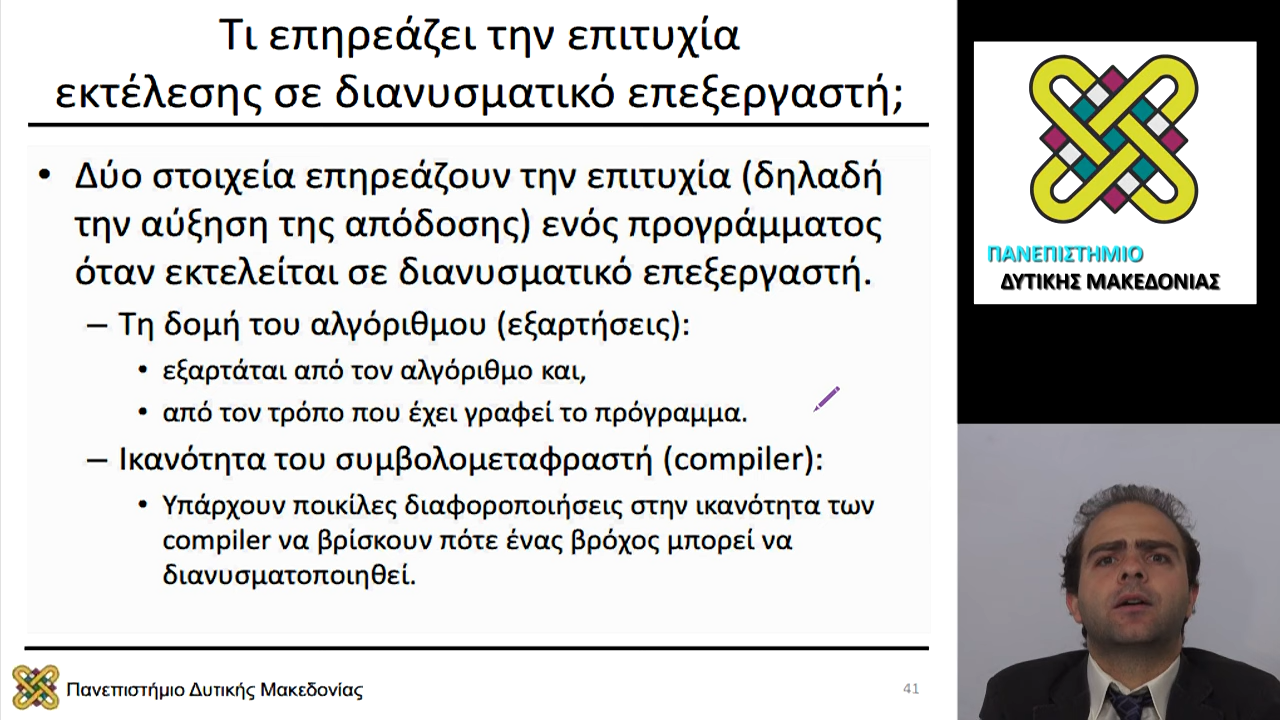 Τι επηρεάζει την επιτυχία
εκτέλεσης σε διανυσματικό επεξεργαστή;
• Δύο στοιχεία επηρεάζουν την επιτυχία (δηλαδή
την αύξηση της απόδοσης) ενός προγράμματος
όταν εκτελείται σε διανυσματικό επεξεργαστή.
– Τη δομή του αλγόριθμου (εξαρτήσεις):
• εξαρτάται από τον αλγόριθμο και,
• από τον τρόπο που έχει γραφεί το πρόγραμμα.
– Ικανότητα του συμβολομεταφραστή (compiler):
• Υπάρχουν ποικίλες διαφοροποιήσεις στην ικανότητα των
compiler να βρίσκουν πότε ένας βρόχος μπορεί να
διανυσματοποιηθεί.
Πανεπιστήμιο Δυτικής Μακεδονίας
41
ΠΑΝΕΠΙΣΤΗΜΙΟ
ΔΥΤΙΚΗΣ ΜΑΚΕΔΟΝΙΑΣ